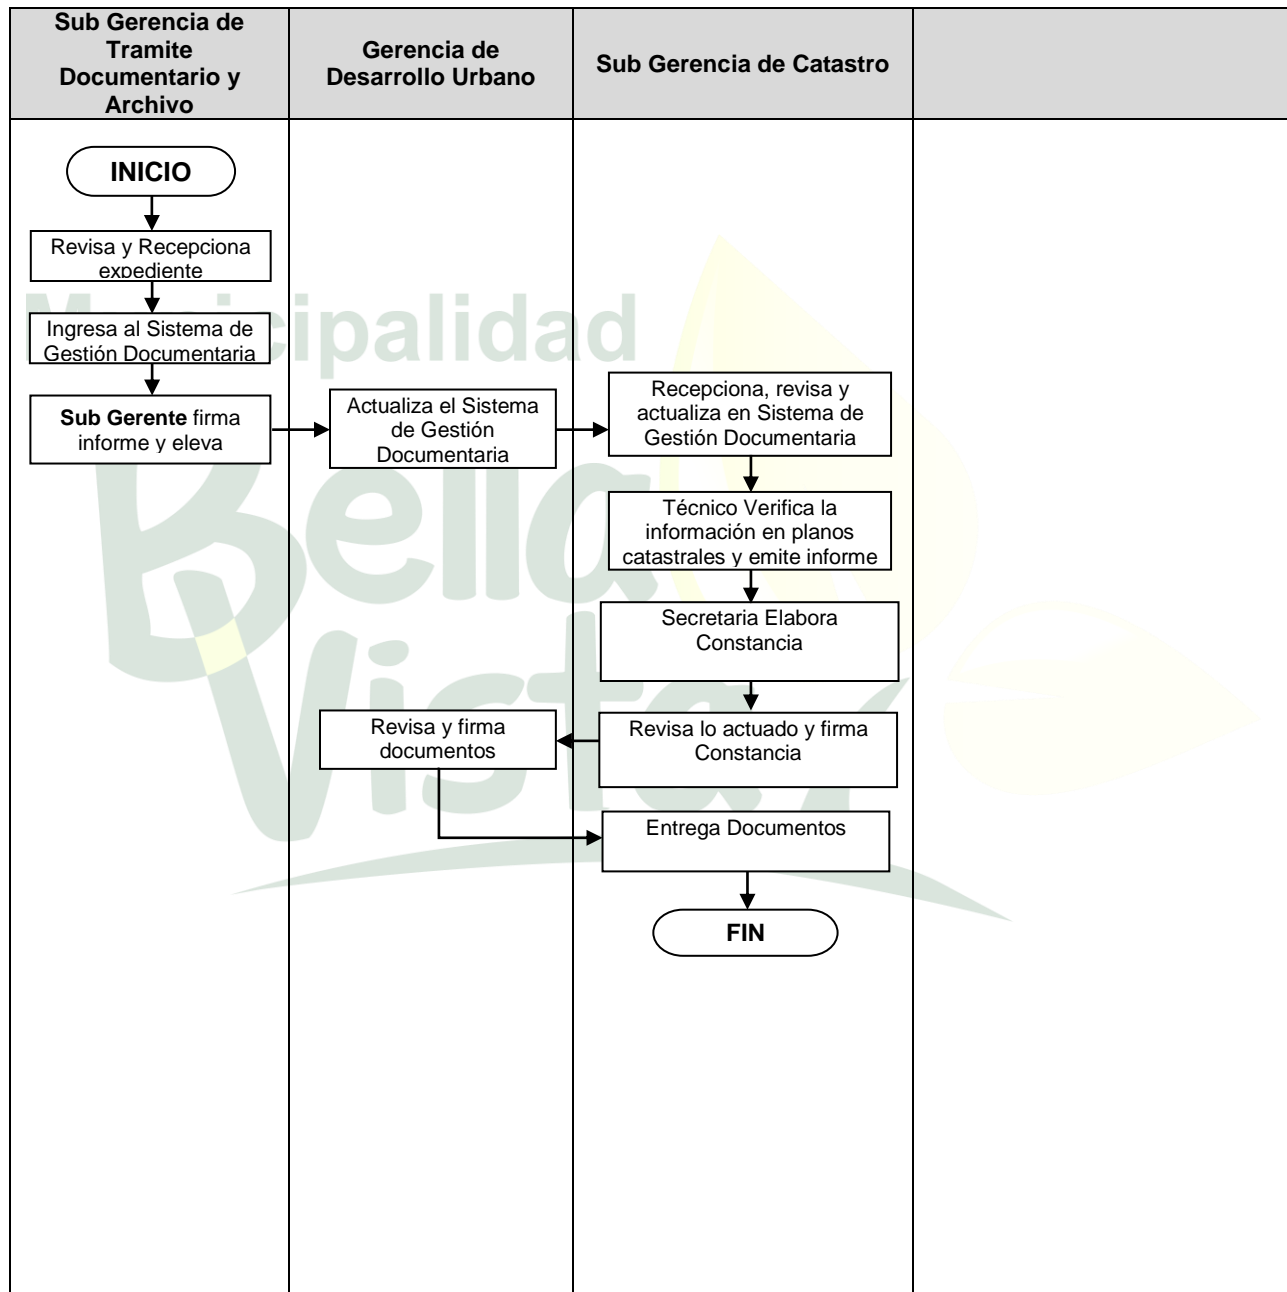 Sub Gerencia de
Tramite
Documentario y
Archivo
Gerencia de
Desarrollo Urbano
Sub Gerencia de Catastro
INICIO
Revisa y Recepciona
expediente
Ingresa al Sistema de
Gestión Documentaria
Sub Gerente firma
informe y eleva
Actualiza el Sistema
de Gestión
Documentaria
Recepciona, revisa y
actualiza en Sistema de
Gestión Documentaria
Técnico Verifica la
información en planos
catastrales y emite informe
Secretaria Elabora
Constancia
Revisa lo actuado y firma
Constancia
Revisa y firma
documentos
Entrega Documentos
FIN
Municipalidad
Bella
Vista